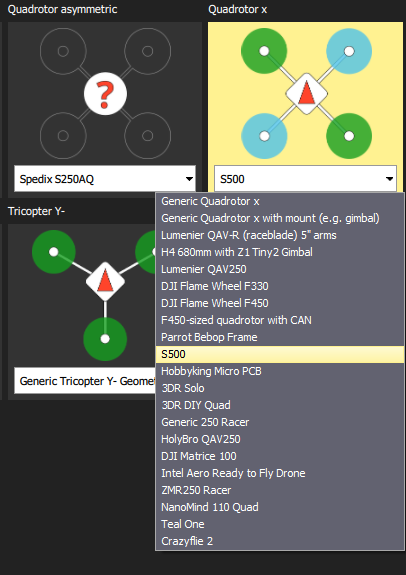 Quadrotor asymmetric
Quadrotor x
?
Spedix S250AQ
S500
Tricopter Y-
Generic Tricopter Y- Geomet
Generic Quadrotor x
Generic Quadrotor x with mount (e.g. gimbal)
Lumenier QAV-R (raceblade) 5" arms
H4 680mm with Z1 Tiny2 Gimbal
Lumenier QAV250
DJI Flame Wheel F330
DJI Flame Wheel F450
F450-sized quadrotor with CAN
Parrot Bebop Frame
S500
Hobbyking Micro PCB
3DR Solo
3DR DIY Quad
Generic 250 Racer
HolyBro QAV250
DJI Matrice 100
Intel Aero Ready to Fly Drone
ZMR250 Racer
NanoMind 110 Quad
Teal One
Crazyflie 2